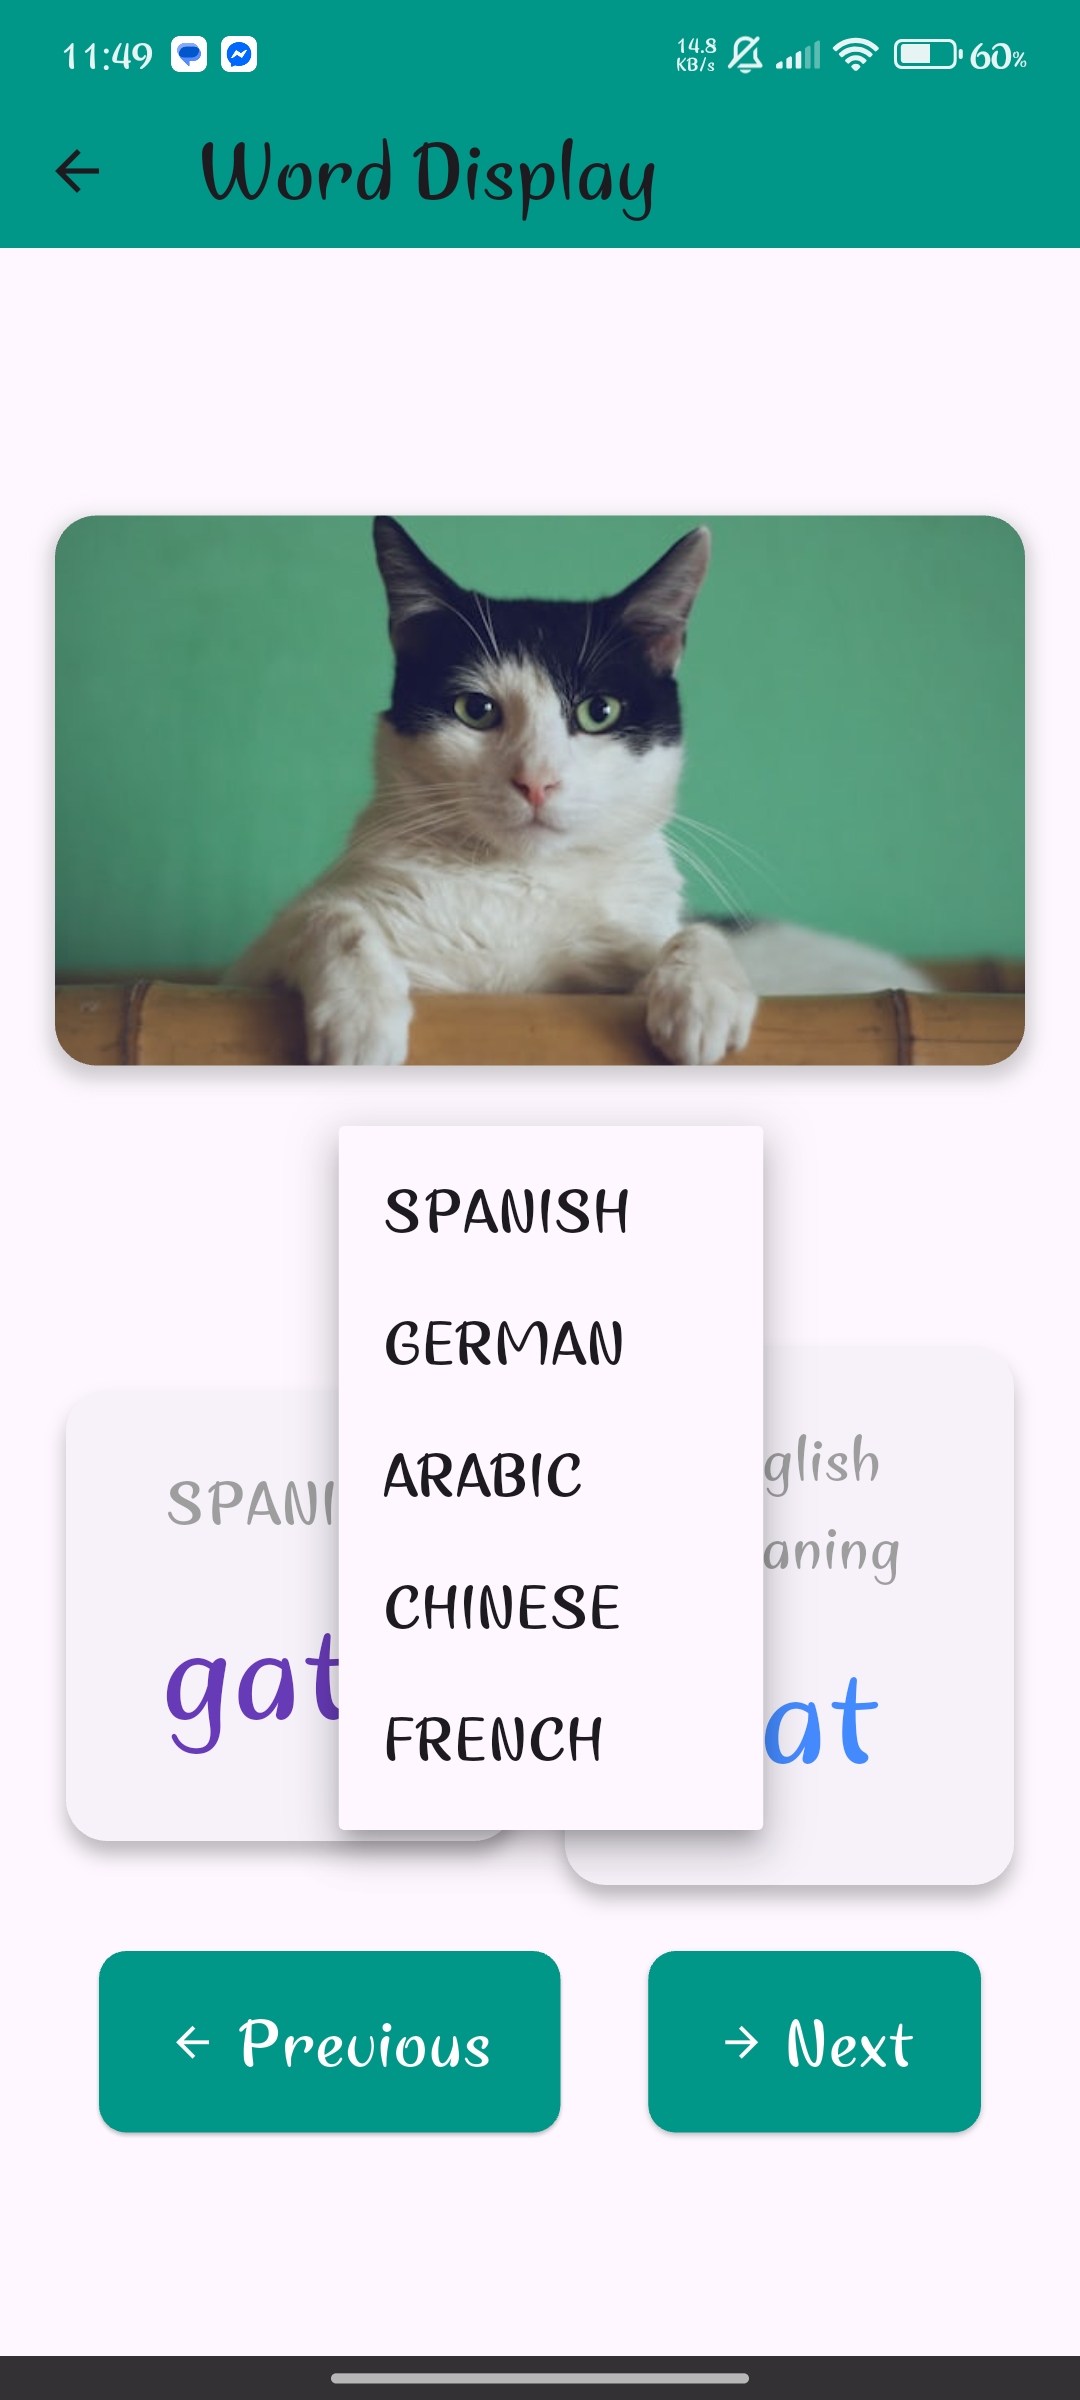 11:49 14.8 KB/s 60%
Word Display
SPANISH
GERMAN
ARABIC
CHINESE
FRENCH
SPANI
gat
glish
aning
at
← Previous
→ Next